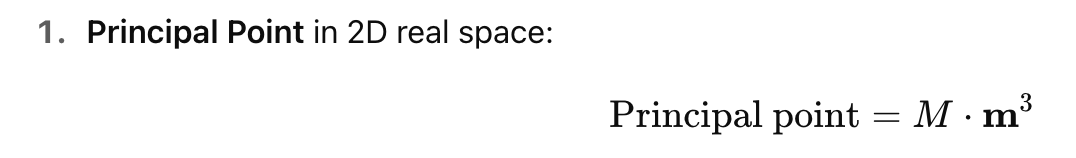 1. Principal Point in 2D real space:
Principal point = M · m³